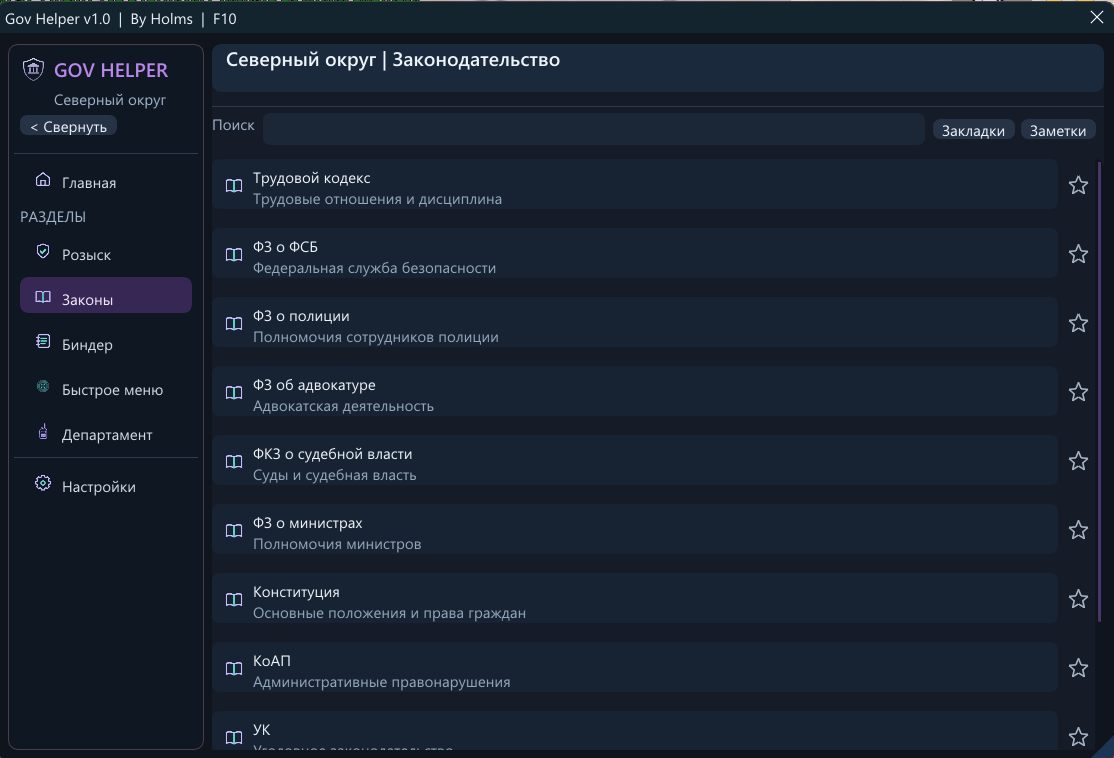 Gov Helper v1.0 | By Holms | F10
GOV HELPER
Северный округ
< Свернуть
Главная
РАЗДЕЛЫ
Розыск
Законы
Биндер
Быстрое меню
Департамент
Настройки
Северный округ | Законодательство
Поиск
Закладки
Заметки
Трудовой кодекс
Трудовые отношения и дисциплина
ФЗ о ФСБ
Федеральная служба безопасности
ФЗ о полиции
Полномочия сотрудников полиции
ФЗ об адвокатуре
Адвокатская деятельность
ФКЗ о судебной власти
Суды и судебная власть
ФЗ о министрах
Полномочия министров
Конституция
Основные положения и права граждан
КоАП
Административные правонарушения
УК
Уголовное законодательство